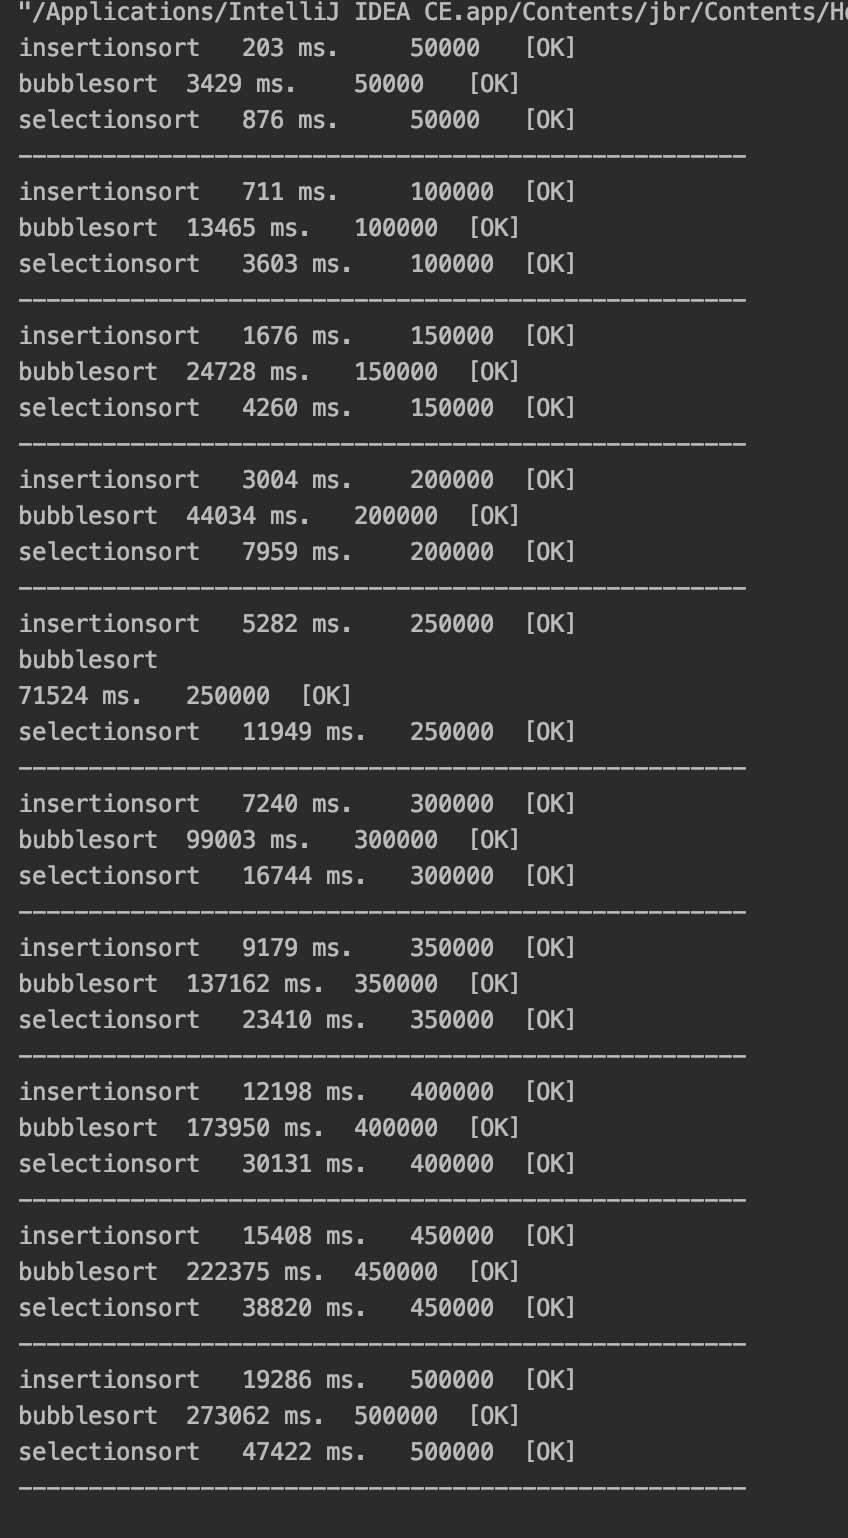 "/Applications/IntelliJ IDEA CE.app/Contents/jbr/Contents/Ho
insertionsort   203 ms.     50000   [OK]
bubblesort  3429 ms.    50000   [OK]
selectionsort   876 ms.     50000   [OK]
----------------------------------------------------
insertionsort   711 ms.     100000  [OK]
bubblesort  13465 ms.   100000  [OK]
selectionsort   3603 ms.    100000  [OK]
----------------------------------------------------
insertionsort   1676 ms.    150000  [OK]
bubblesort  24728 ms.   150000  [OK]
selectionsort   4260 ms.    150000  [OK]
----------------------------------------------------
insertionsort   3004 ms.    200000  [OK]
bubblesort  44034 ms.   200000  [OK]
selectionsort   7959 ms.    200000  [OK]
----------------------------------------------------
insertionsort   5282 ms.    250000  [OK]
bubblesort
71524 ms.   250000  [OK]
selectionsort   11949 ms.   250000  [OK]
----------------------------------------------------
insertionsort   7240 ms.    300000  [OK]
bubblesort  99003 ms.   300000  [OK]
selectionsort   16744 ms.   300000  [OK]
----------------------------------------------------
insertionsort   9179 ms.    350000  [OK]
bubblesort  137162 ms.  350000  [OK]
selectionsort   23410 ms.   350000  [OK]
----------------------------------------------------
insertionsort   12198 ms.   400000  [OK]
bubblesort  173950 ms.  400000  [OK]
selectionsort   30131 ms.   400000  [OK]
----------------------------------------------------
insertionsort   15408 ms.   450000  [OK]
bubblesort  222375 ms.  450000  [OK]
selectionsort   38820 ms.   450000  [OK]
----------------------------------------------------
insertionsort   19286 ms.   500000  [OK]
bubblesort  273062 ms.  500000  [OK]
selectionsort   47422 ms.   500000  [OK]
----------------------------------------------------